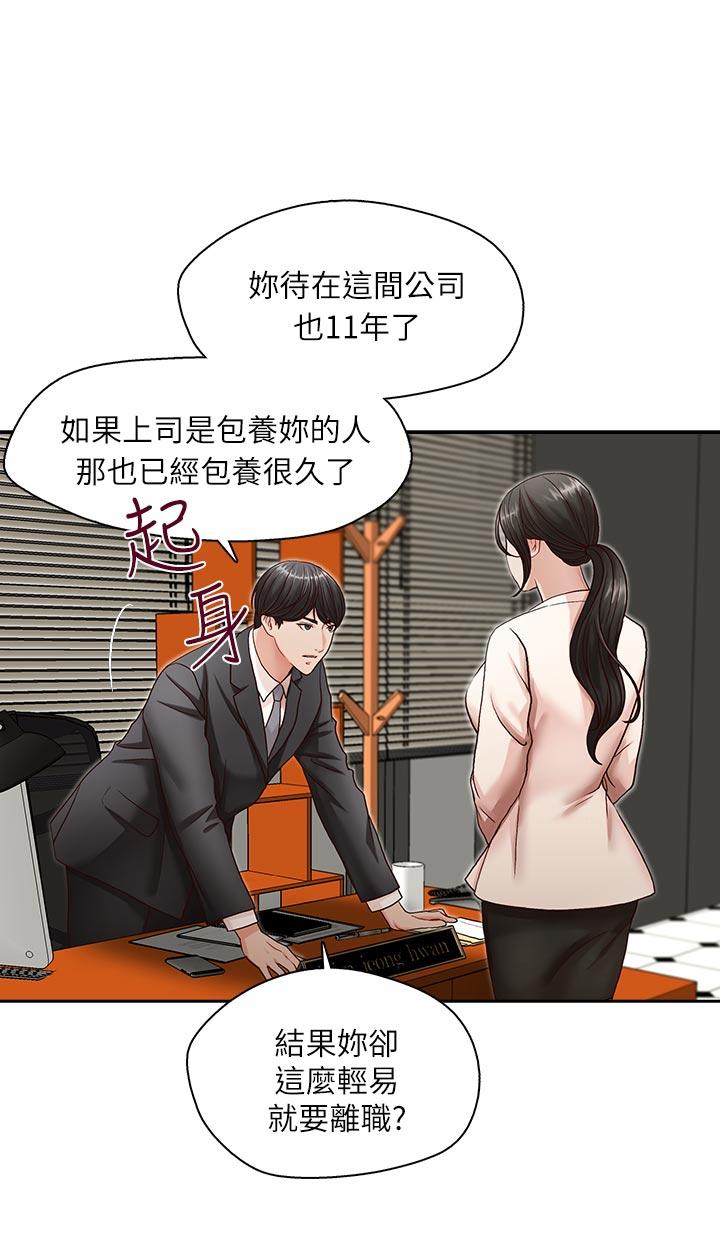 妳待在這間公司
也11年了
如果上司是包養妳的人
那也已經包養很久了
起身
jeong hwan
結果妳卻
這麼輕易
就要離職?